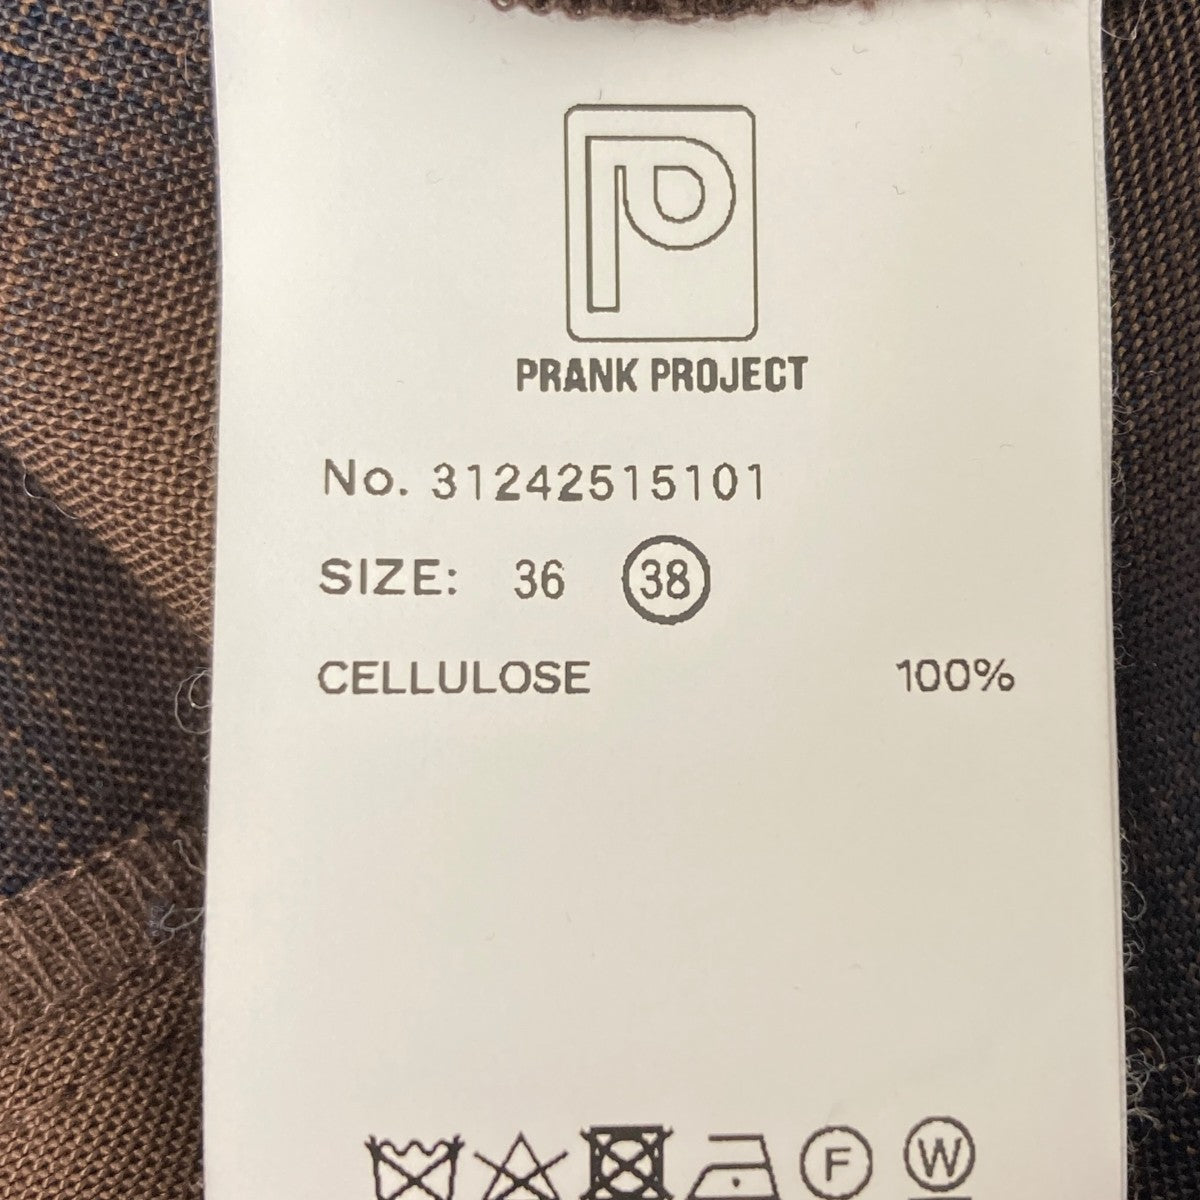 PRANK PROJECT
No. 31242515101
SIZE: 36 38
CELLULOSE 100%
F W